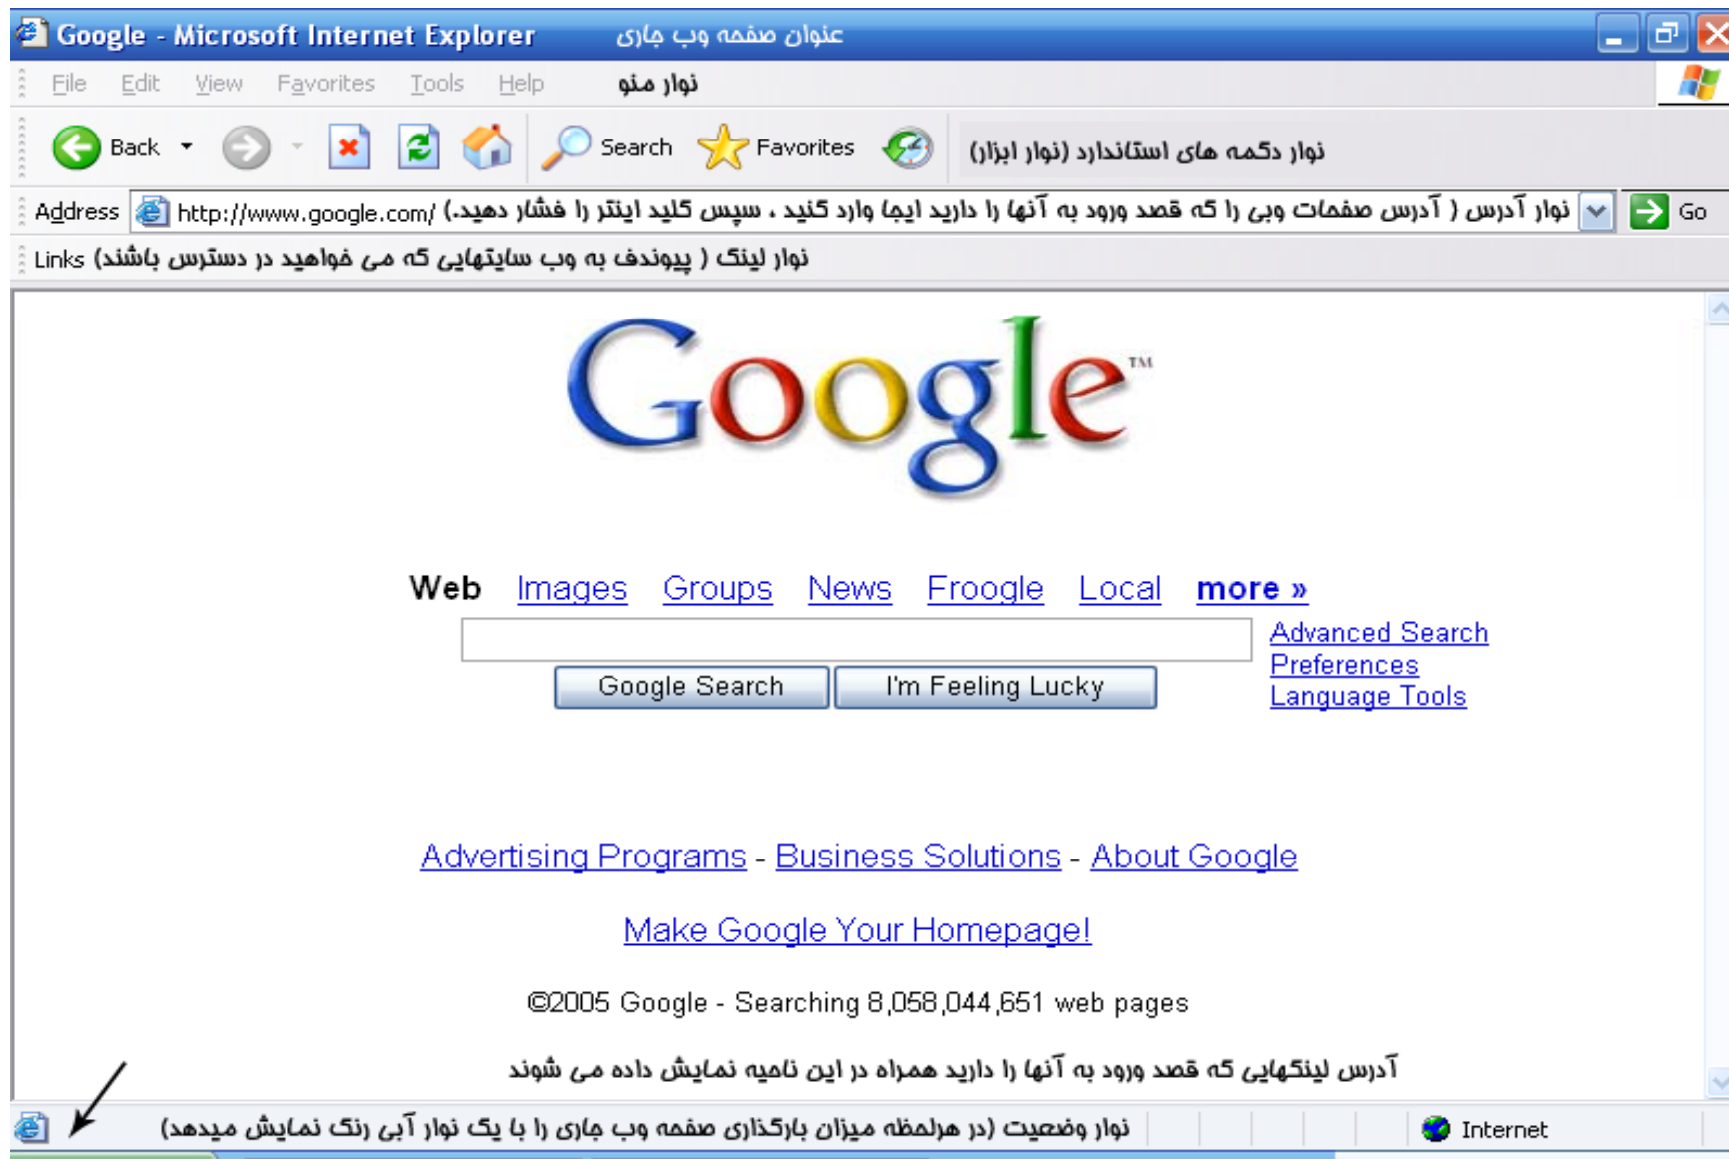 Google - Microsoft Internet Explorer عنوان صفحه وب جاری
File Edit View Favorites Tools Help نوار منو
Back Search Favorites نوار دکمه های استاندارد (نوار ابزار)
Address http://www.google.com/ نوار آدرس ( آدرس صفحات وبی را که قصد ورود به آنها را دارید ایجا وارد کنید ، سپس کلید اینتر را فشار دهید.) Go
Links نوار لینک ( پیوندف به وب سایتهایی که می خواهید در دسترس باشند)
Google™
Web Images Groups News Froogle Local more »
Advanced Search
Preferences
Language Tools
Google Search I'm Feeling Lucky
Advertising Programs - Business Solutions - About Google
Make Google Your Homepage!
©2005 Google - Searching 8,058,044,651 web pages
آدرس لینکهایی که قصد ورود به آنها را دارید همراه در این ناحیه نمایش داده می شوند
نوار وضعیت (در هرلحظه میزان بارگذاری صفحه وب جاری را با یک نوار آبی رنک نمایش میدهد) Internet